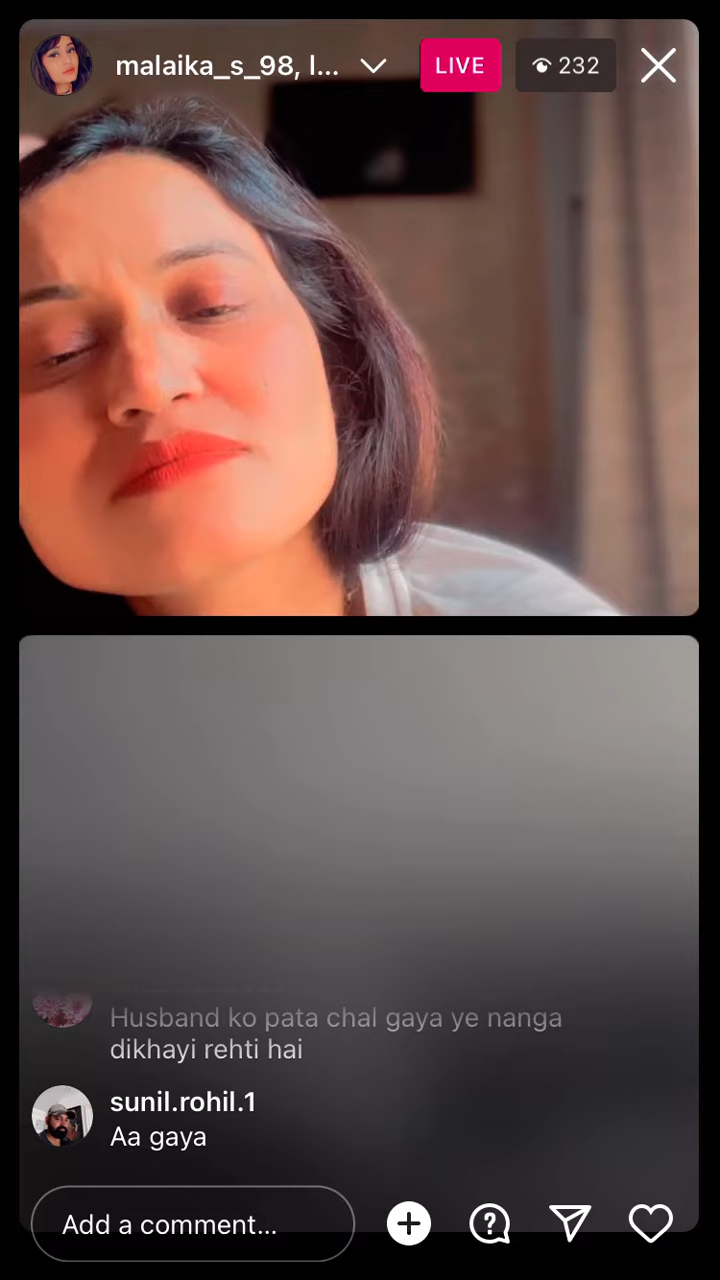 malaika_s_98, l...
LIVE
232
Husband ko pata chal gaya ye nanga
dikhayi rehti hai
sunil.rohil.1
Aa gaya
Add a comment...